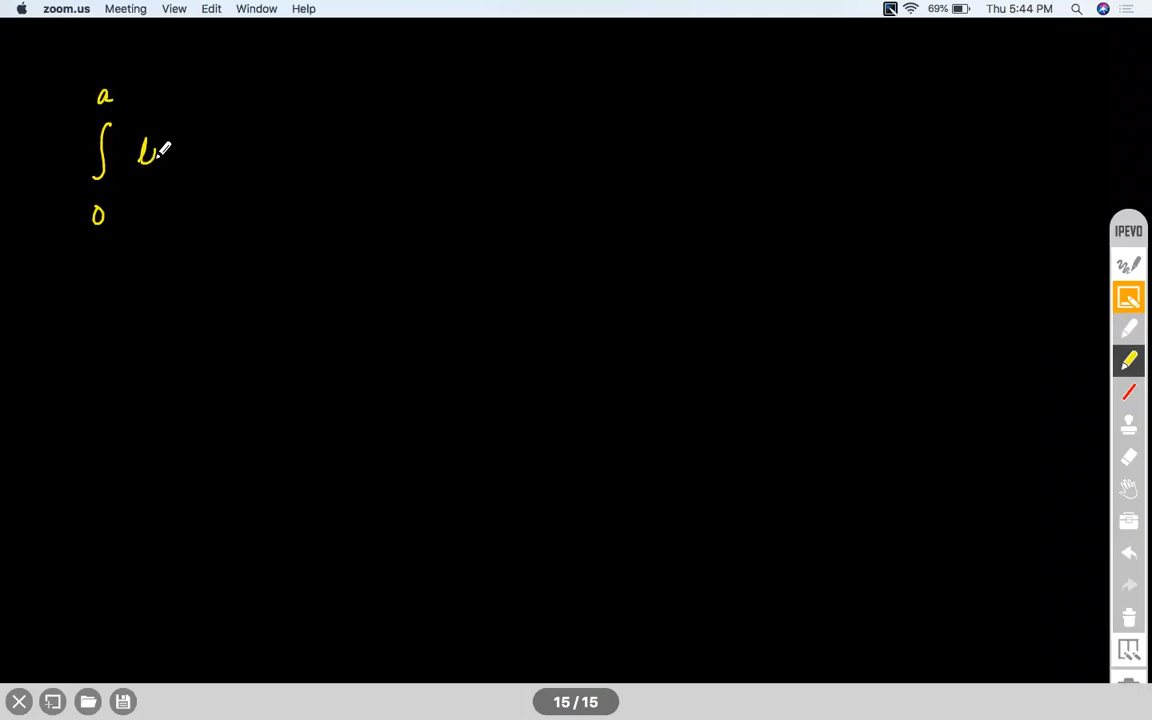 zoom.us Meeting View Edit Window Help 69% Thu 5:44 PM
a
∫
0
IPEVO
15 / 15